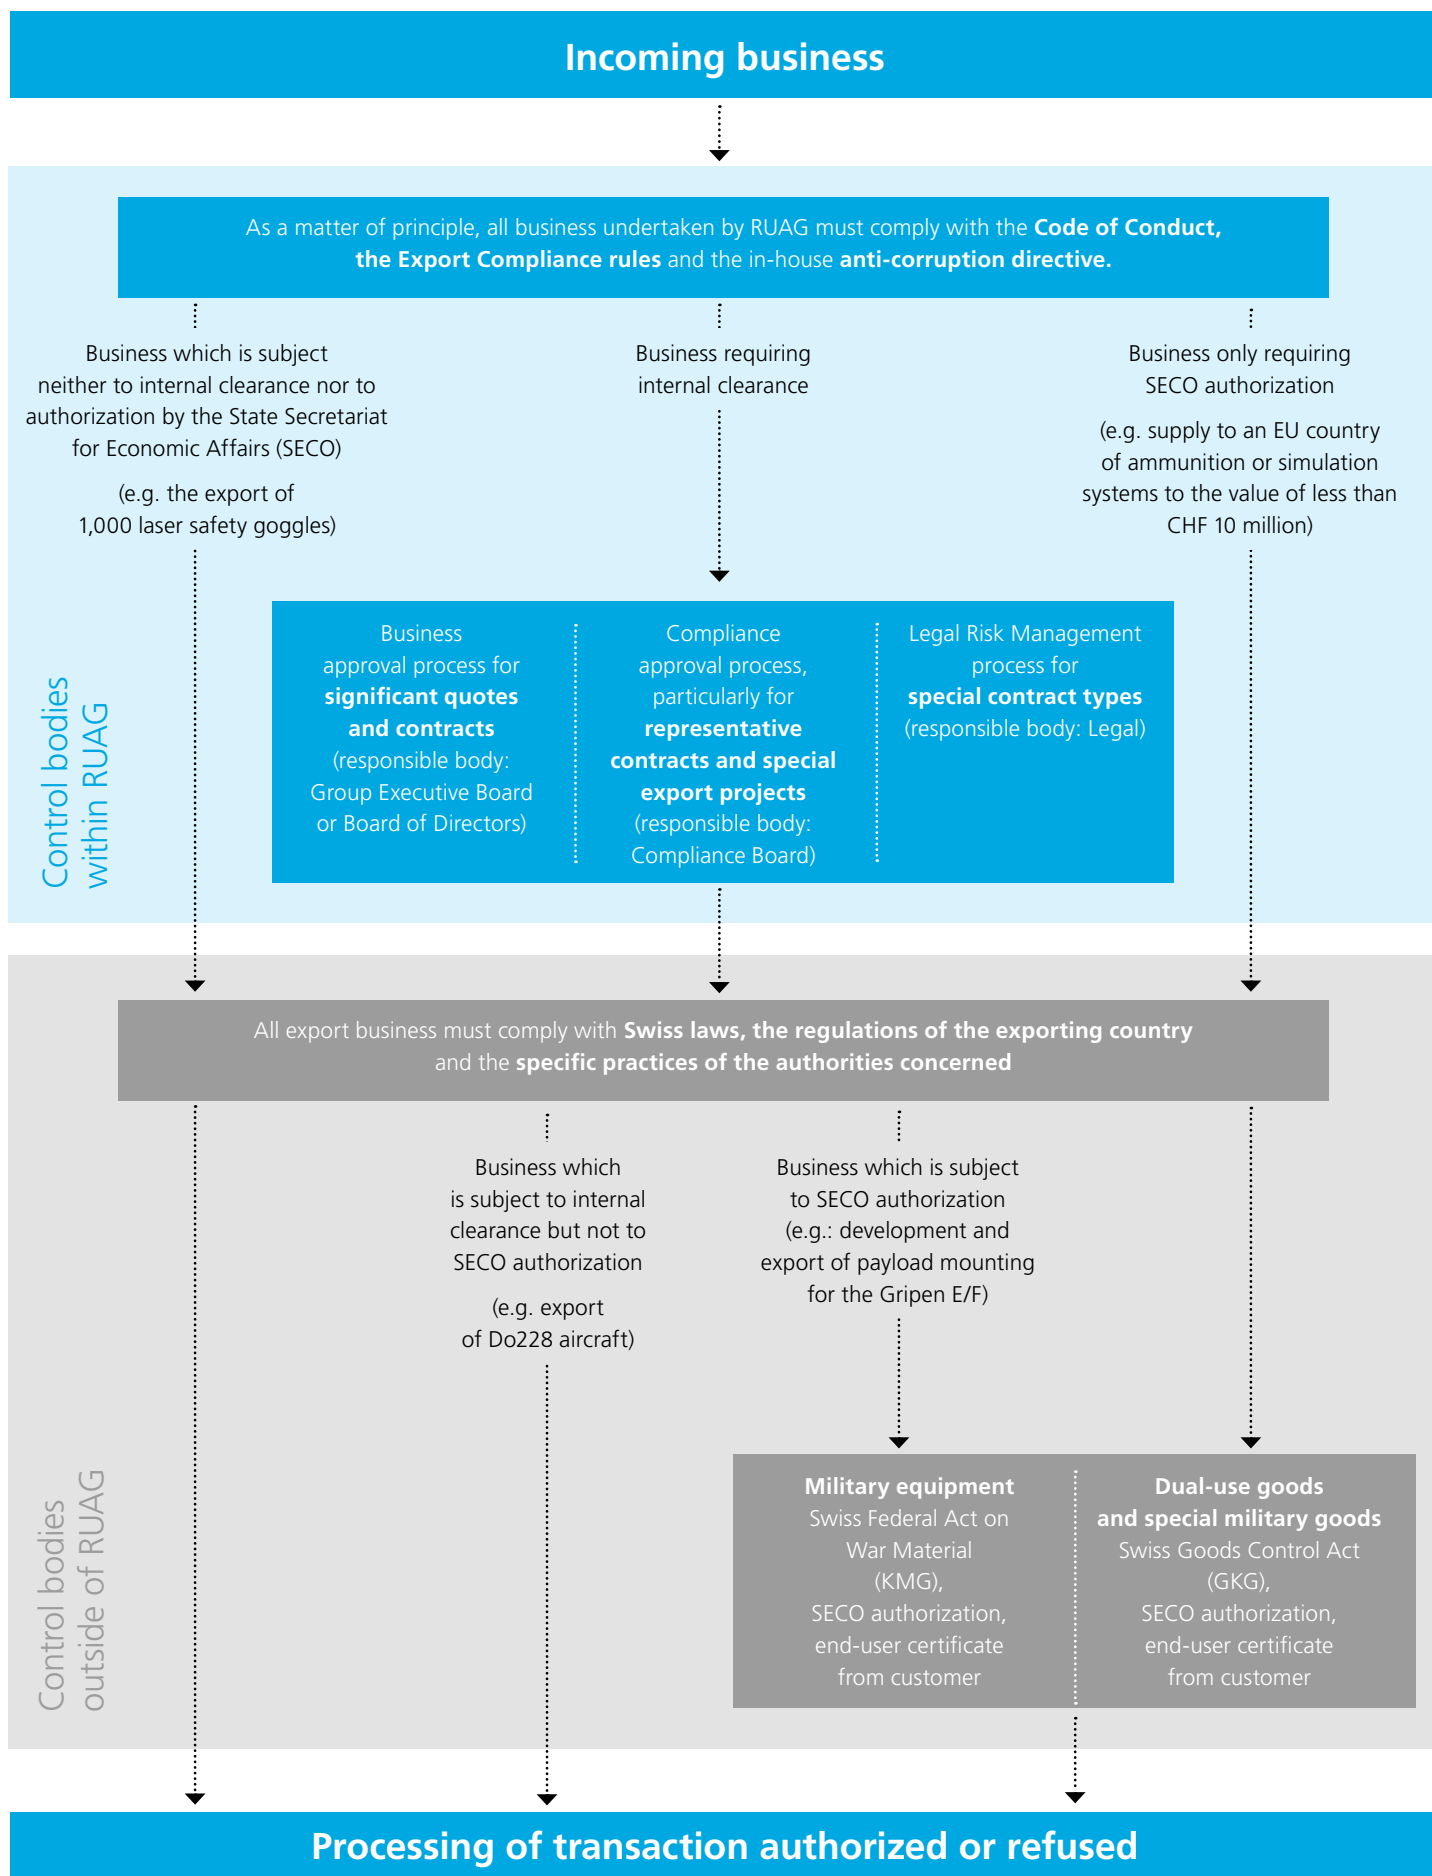 Incoming business
As a matter of principle, all business undertaken by RUAG must comply with the Code of Conduct,
the Export Compliance rules and the in-house anti-corruption directive.
Business which is subject
neither to internal clearance nor to
authorization by the State Secretariat
for Economic Affairs (SECO)
(e.g. the export of
1,000 laser safety goggles)
Business requiring
internal clearance
Business only requiring
SECO authorization
(e.g. supply to an EU country
of ammunition or simulation
systems to the value of less than
CHF 10 million)
Control bodies
within RUAG
Business
approval process for
significant quotes
and contracts
(responsible body:
Group Executive Board
or Board of Directors)
Compliance
approval process,
particularly for
representative
contracts and special
export projects
(responsible body:
Compliance Board)
Legal Risk Management
process for
special contract types
(responsible body: Legal)
All export business must comply with Swiss laws, the regulations of the exporting country
and the specific practices of the authorities concerned
Business which
is subject to internal
clearance but not to
SECO authorization
(e.g. export
of Do228 aircraft)
Business which is subject
to SECO authorization
(e.g.: development and
export of payload mounting
for the Gripen E/F)
Control bodies
outside of RUAG
Military equipment
Swiss Federal Act on
War Material
(KMG),
SECO authorization,
end-user certificate
from customer
Dual-use goods
and special military goods
Swiss Goods Control Act
(GKG),
SECO authorization,
end-user certificate
from customer
Processing of transaction authorized or refused